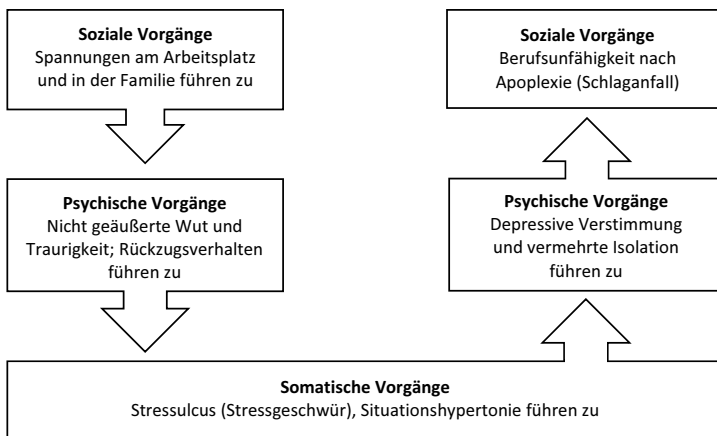 Soziale Vorgänge
Spannungen am Arbeitsplatz
und in der Familie führen zu
Psychische Vorgänge
Nicht geäußerte Wut und
Traurigkeit; Rückzugsverhalten
führen zu
Somatische Vorgänge
Stressulcus (Stressgeschwür), Situationshypertonie führen zu
Psychische Vorgänge
Depressive Verstimmung
und vermehrte Isolation
führen zu
Soziale Vorgänge
Berufsunfähigkeit nach
Apoplexie (Schlaganfall)